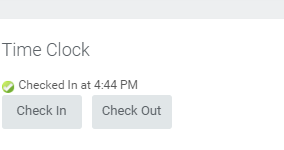 Time Clock
Checked In at 4:44 PM
Check In Check Out